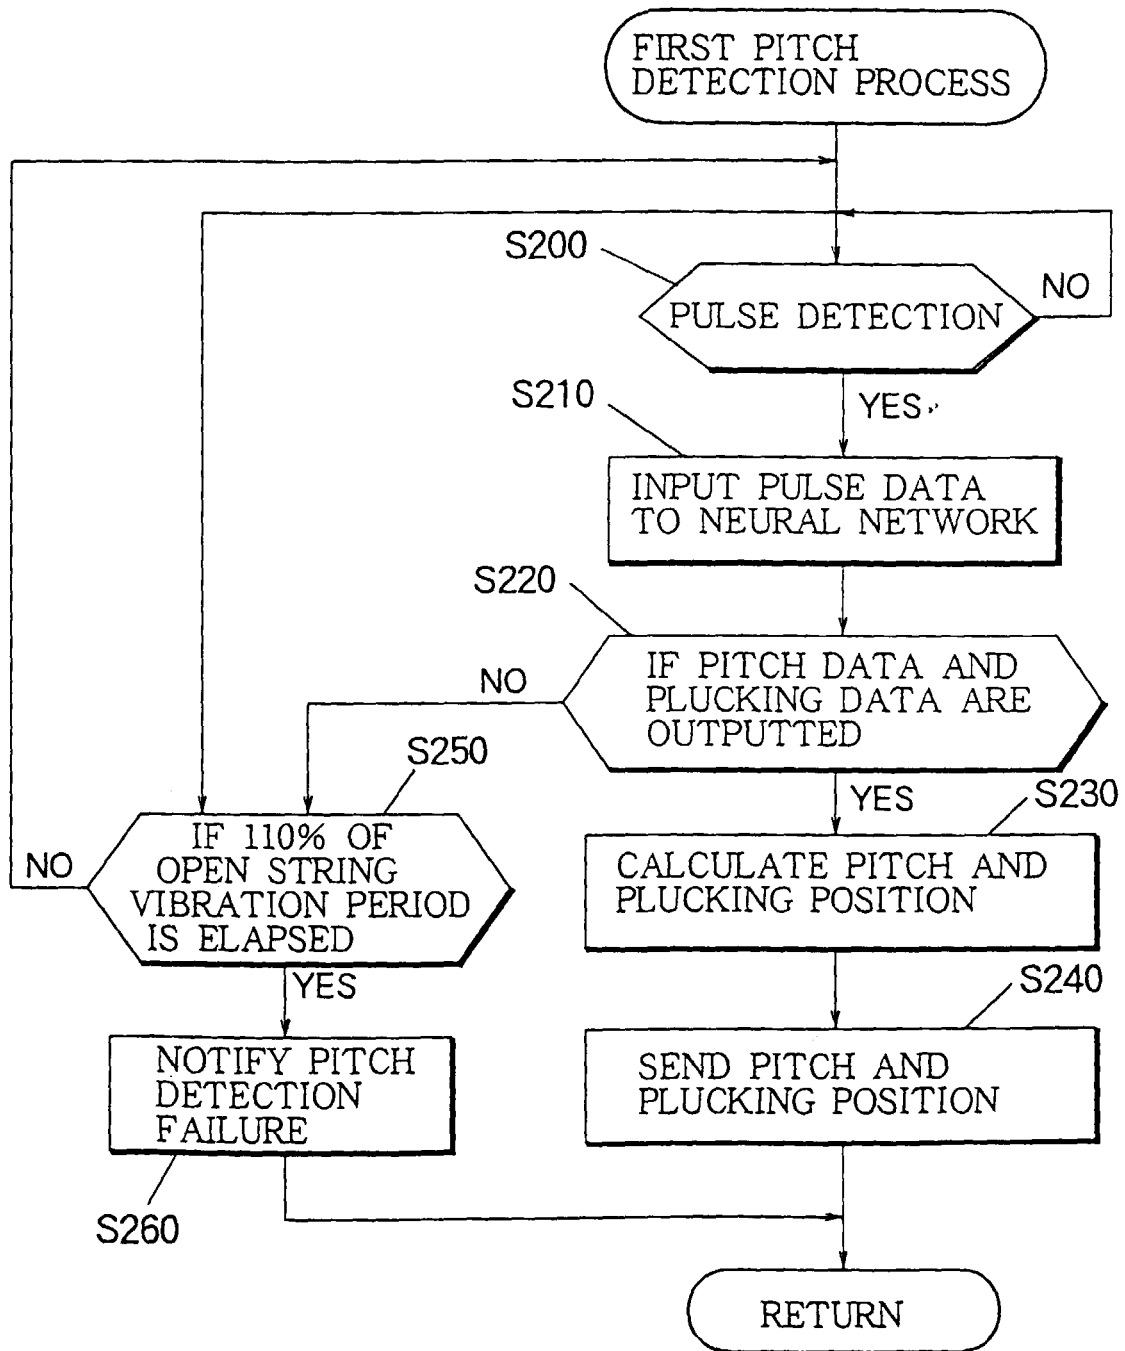 FIRST PITCH
DETECTION PROCESS
S200
PULSE DETECTION
NO
YES
S210
INPUT PULSE DATA
TO NEURAL NETWORK
S220
IF PITCH DATA AND
PLUCKING DATA ARE
OUTPUTTED
NO
YES
S230
CALCULATE PITCH AND
PLUCKING POSITION
S240
SEND PITCH AND
PLUCKING POSITION
S250
IF 110% OF
OPEN STRING
VIBRATION PERIOD
IS ELAPSED
NO
YES
NOTIFY PITCH
DETECTION
FAILURE
S260
RETURN